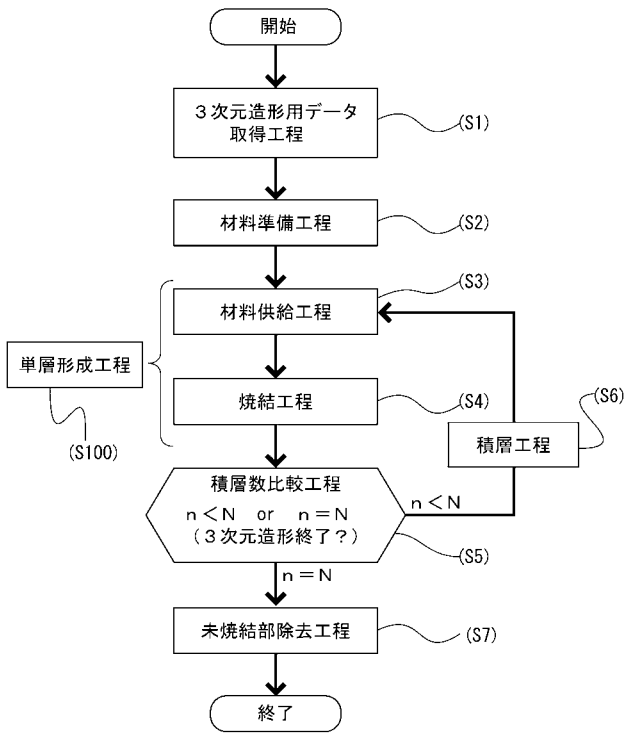 開始
3次元造形用データ
取得工程
(S1)
材料準備工程
(S2)
(S3)
材料供給工程
単層形成工程
(S100)
焼結工程
(S4)
(S6)
積層工程
積層数比較工程
n<N or n=N
(3次元造形終了?)
n<N
(S5)
n=N
未焼結部除去工程
(S7)
終了